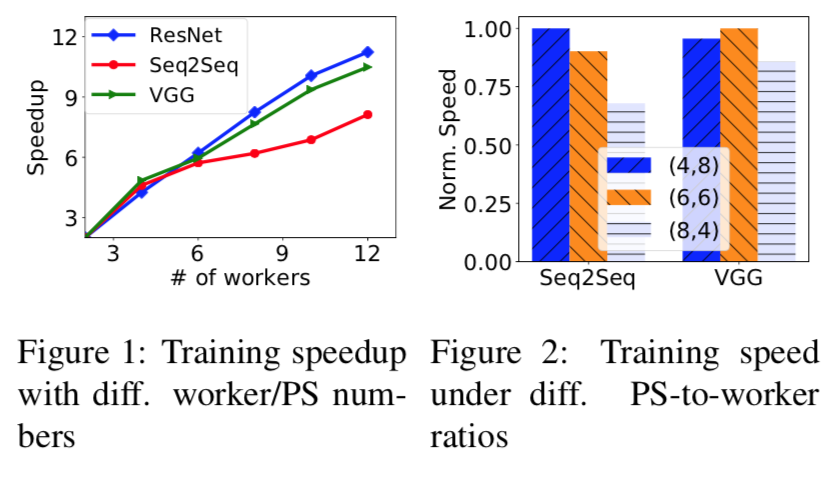 12
9
6
3
Speedup
ResNet
Seq2Seq
VGG
3 6 9 12
# of workers
1.00
0.75
0.50
0.25
0.00
Norm. Speed
(4,8)
(6,6)
(8,4)
Seq2Seq VGG
Figure 1: Training speedup
with diff. worker/PS num-
bers
Figure 2: Training speed
under diff. PS-to-worker
ratios